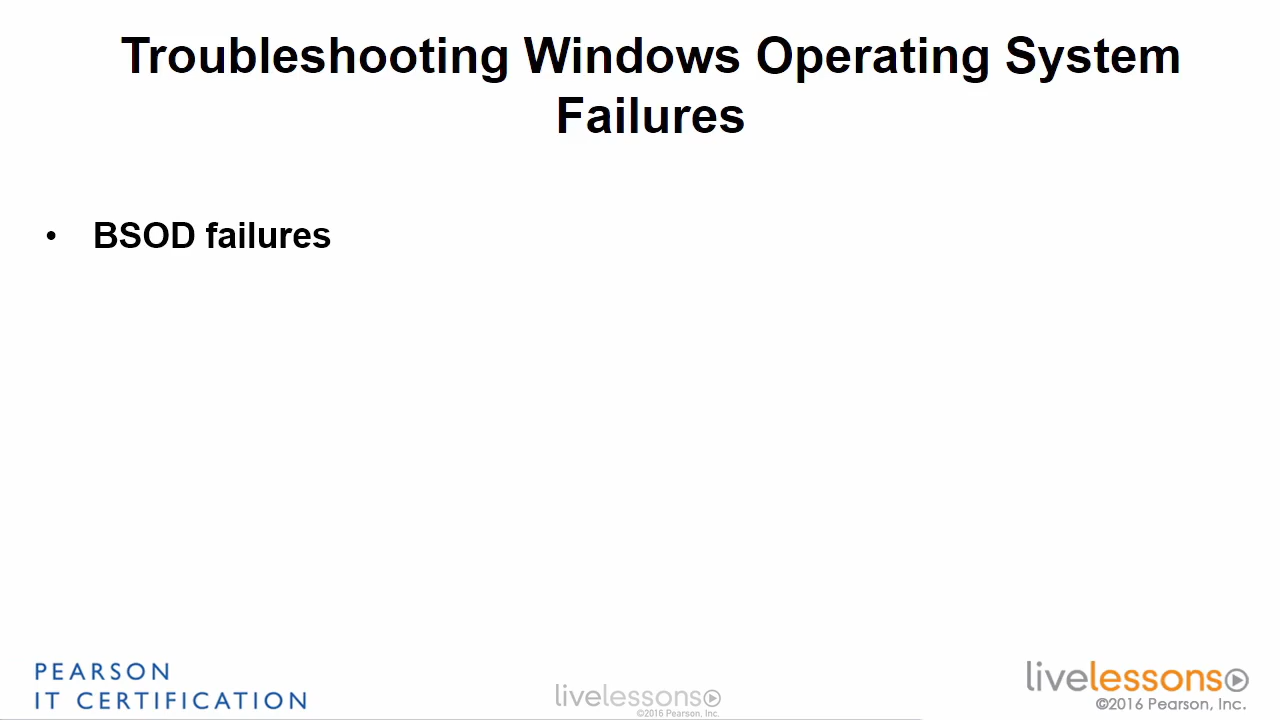 Troubleshooting Windows Operating System
Failures
• BSOD failures
PEARSON
IT CERTIFICATION
livelessons
©2016 Pearson, Inc.
livelessons
©2016 Pearson, Inc.